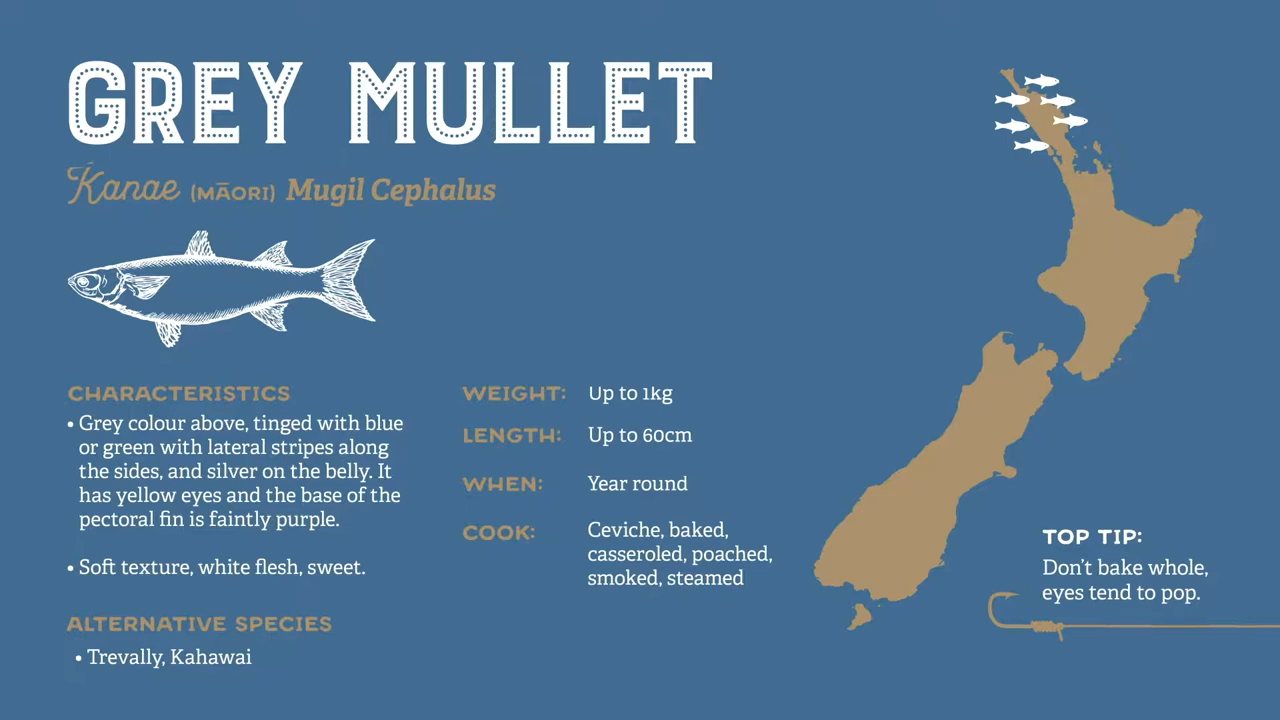 GREY MULLET
Kanae (MĀORI) Mugil Cephalus
CHARACTERISTICS
• Grey colour above, tinged with blue
or green with lateral stripes along
the sides, and silver on the belly. It
has yellow eyes and the base of the
pectoral fin is faintly purple.
• Soft texture, white flesh, sweet.
ALTERNATIVE SPECIES
• Trevally, Kahawai
WEIGHT: Up to 1kg
LENGTH: Up to 60cm
WHEN: Year round
COOK: Ceviche, baked,
casseroled, poached,
smoked, steamed
TOP TIP:
Don't bake whole,
eyes tend to pop.